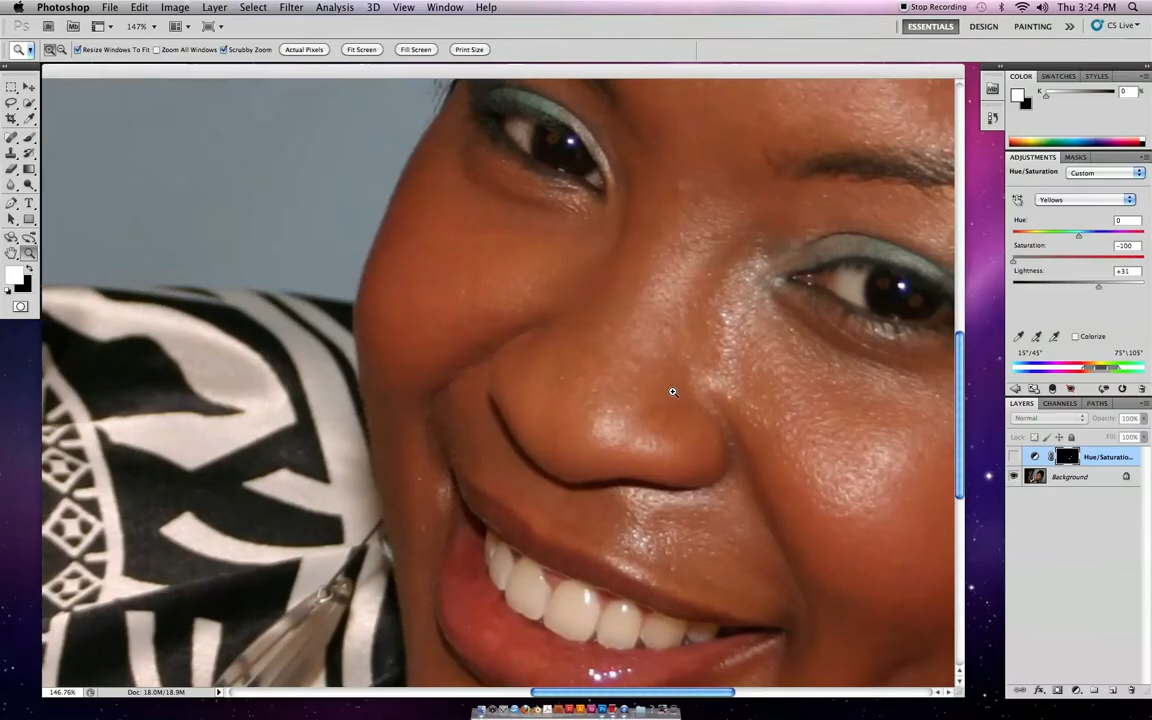 Photoshop File Edit Image Layer Select Filter Analysis 3D View Window Help Stop Recording Thu 3:24 PM
Ps Br Mb 147% ESSENTIALS DESIGN PAINTING CS Live
Resize Windows To Fit Zoom All Windows Scrubby Zoom Actual Pixels Fit Screen Fill Screen Print Size
COLOR SWATCHES STYLES
K 0 %
ADJUSTMENTS MASKS
Hue/Saturation Custom
Yellows
Hue: 0
Saturation: -100
Lightness: +31
Colorize
15°/45° 75°\105°
LAYERS CHANNELS PATHS
Normal Opacity: 100%
Lock: Fill: 100%
Hue/Saturatio...
Background
146.76% Doc: 18.0M/18.9M